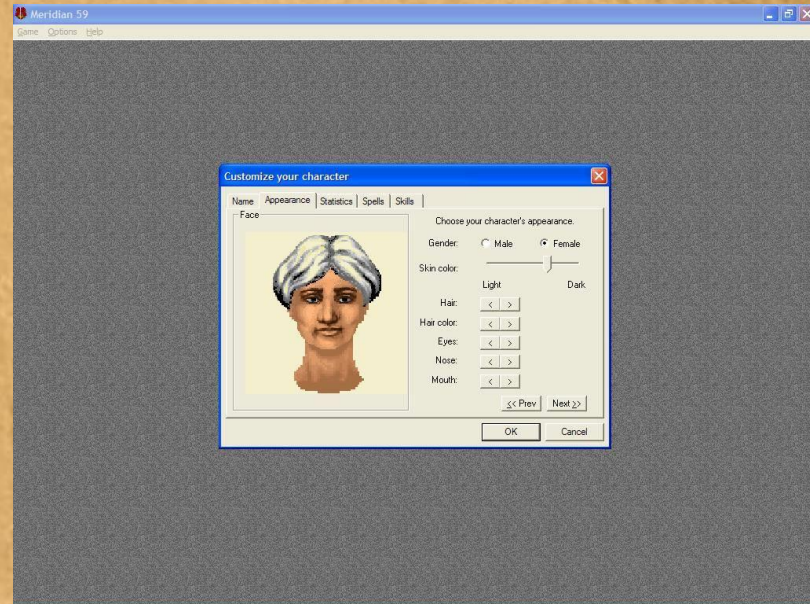 Meridian 59
Game Options Help
Customize your character
Name Appearance Statistics Spells Skills
Face
Choose your character's appearance.
Gender: Male Female
Skin color:
Light Dark
Hair: < >
Hair color: < >
Eyes: < >
Nose: < >
Mouth: < >
<< Prev Next >>
OK Cancel